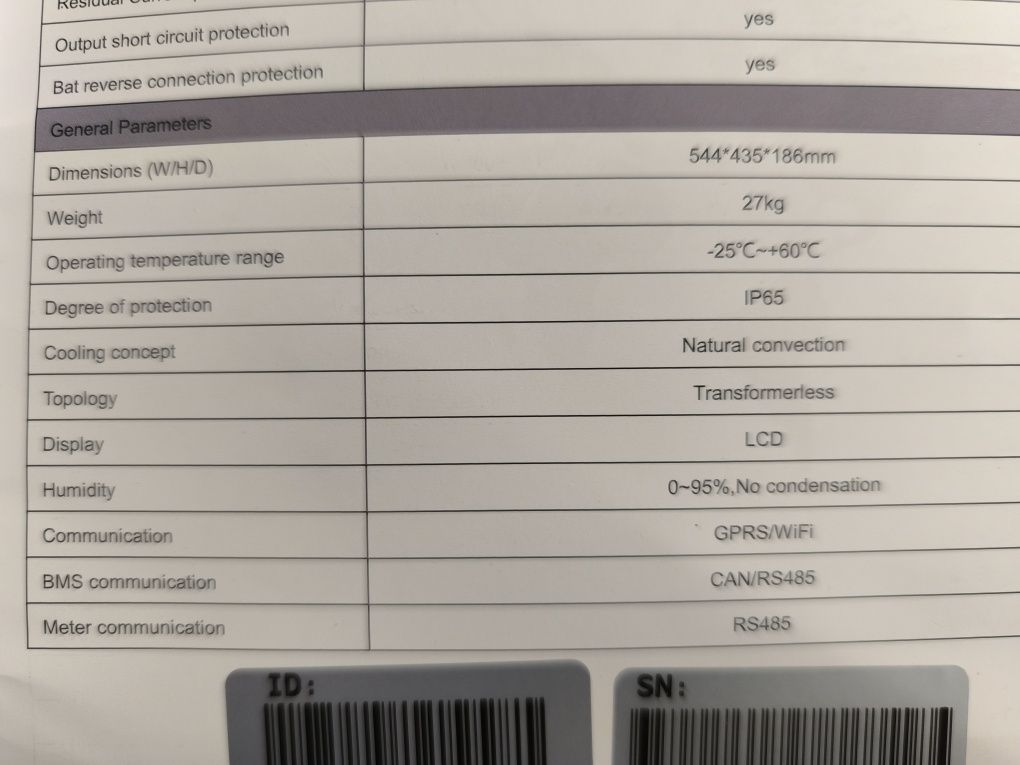 Residual
Output short circuit protection yes
Bat reverse connection protection yes
General Parameters
Dimensions (W/H/D) 544*435*186mm
Weight 27kg
Operating temperature range -25℃~+60℃
Degree of protection IP65
Cooling concept Natural convection
Topology Transformerless
Display LCD
Humidity 0~95%,No condensation
Communication GPRS/WiFi
BMS communication CAN/RS485
Meter communication RS485
ID: SN: